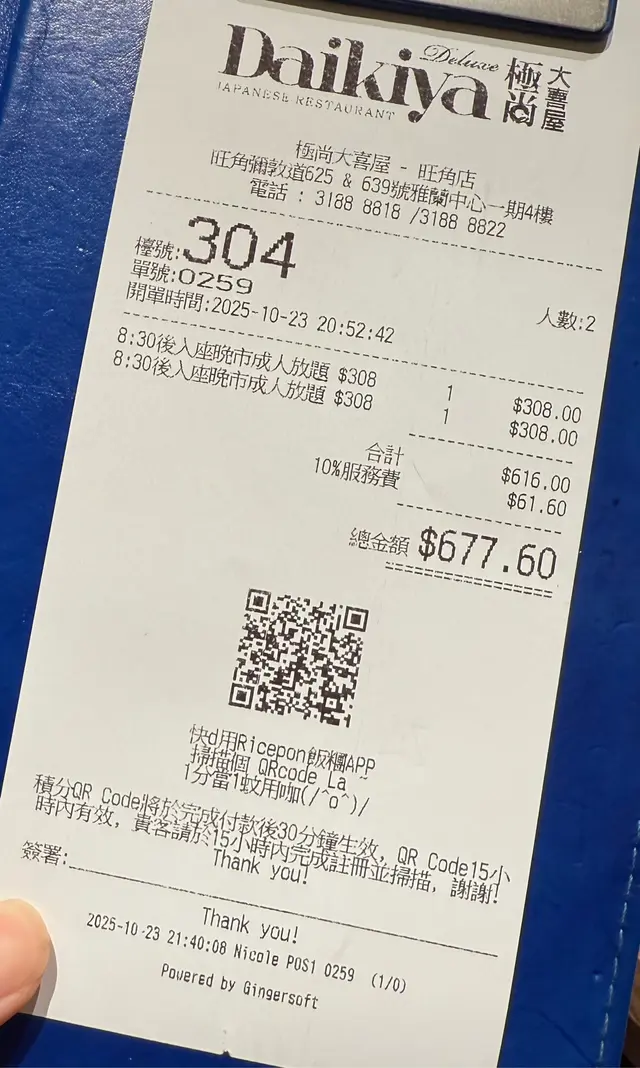 Daikiya Deluxe 極尚大喜屋
JAPANESE RESTAURANT
極尚大喜屋 - 旺角店
旺角彌敦道625 & 639號雅蘭中心一期4樓
電話 : 3188 8818 /3188 8822
檯號:304
單號:0259
人數:2
開單時間:2025-10-23 20:52:42
8:30後入座晚市成人放題 $308 1 $308.00
8:30後入座晚市成人放題 $308 1 $308.00
合計 $616.00
10%服務費 $61.60
總金額 $677.60
快d用Ricepon飯糰APP
掃描個 QRcode La
1分當1蚊用咖(/^o^)/
積分QR Code將於完成付款後30分鐘生效, QR Code15小
時內有效, 貴客請於15小時內完成註冊並掃描, 謝謝!
Thank you!
簽署:
Thank you!
2025-10-23 21:40:08 Nicole POS1 0259 (1/0)
Powered by Gingersoft